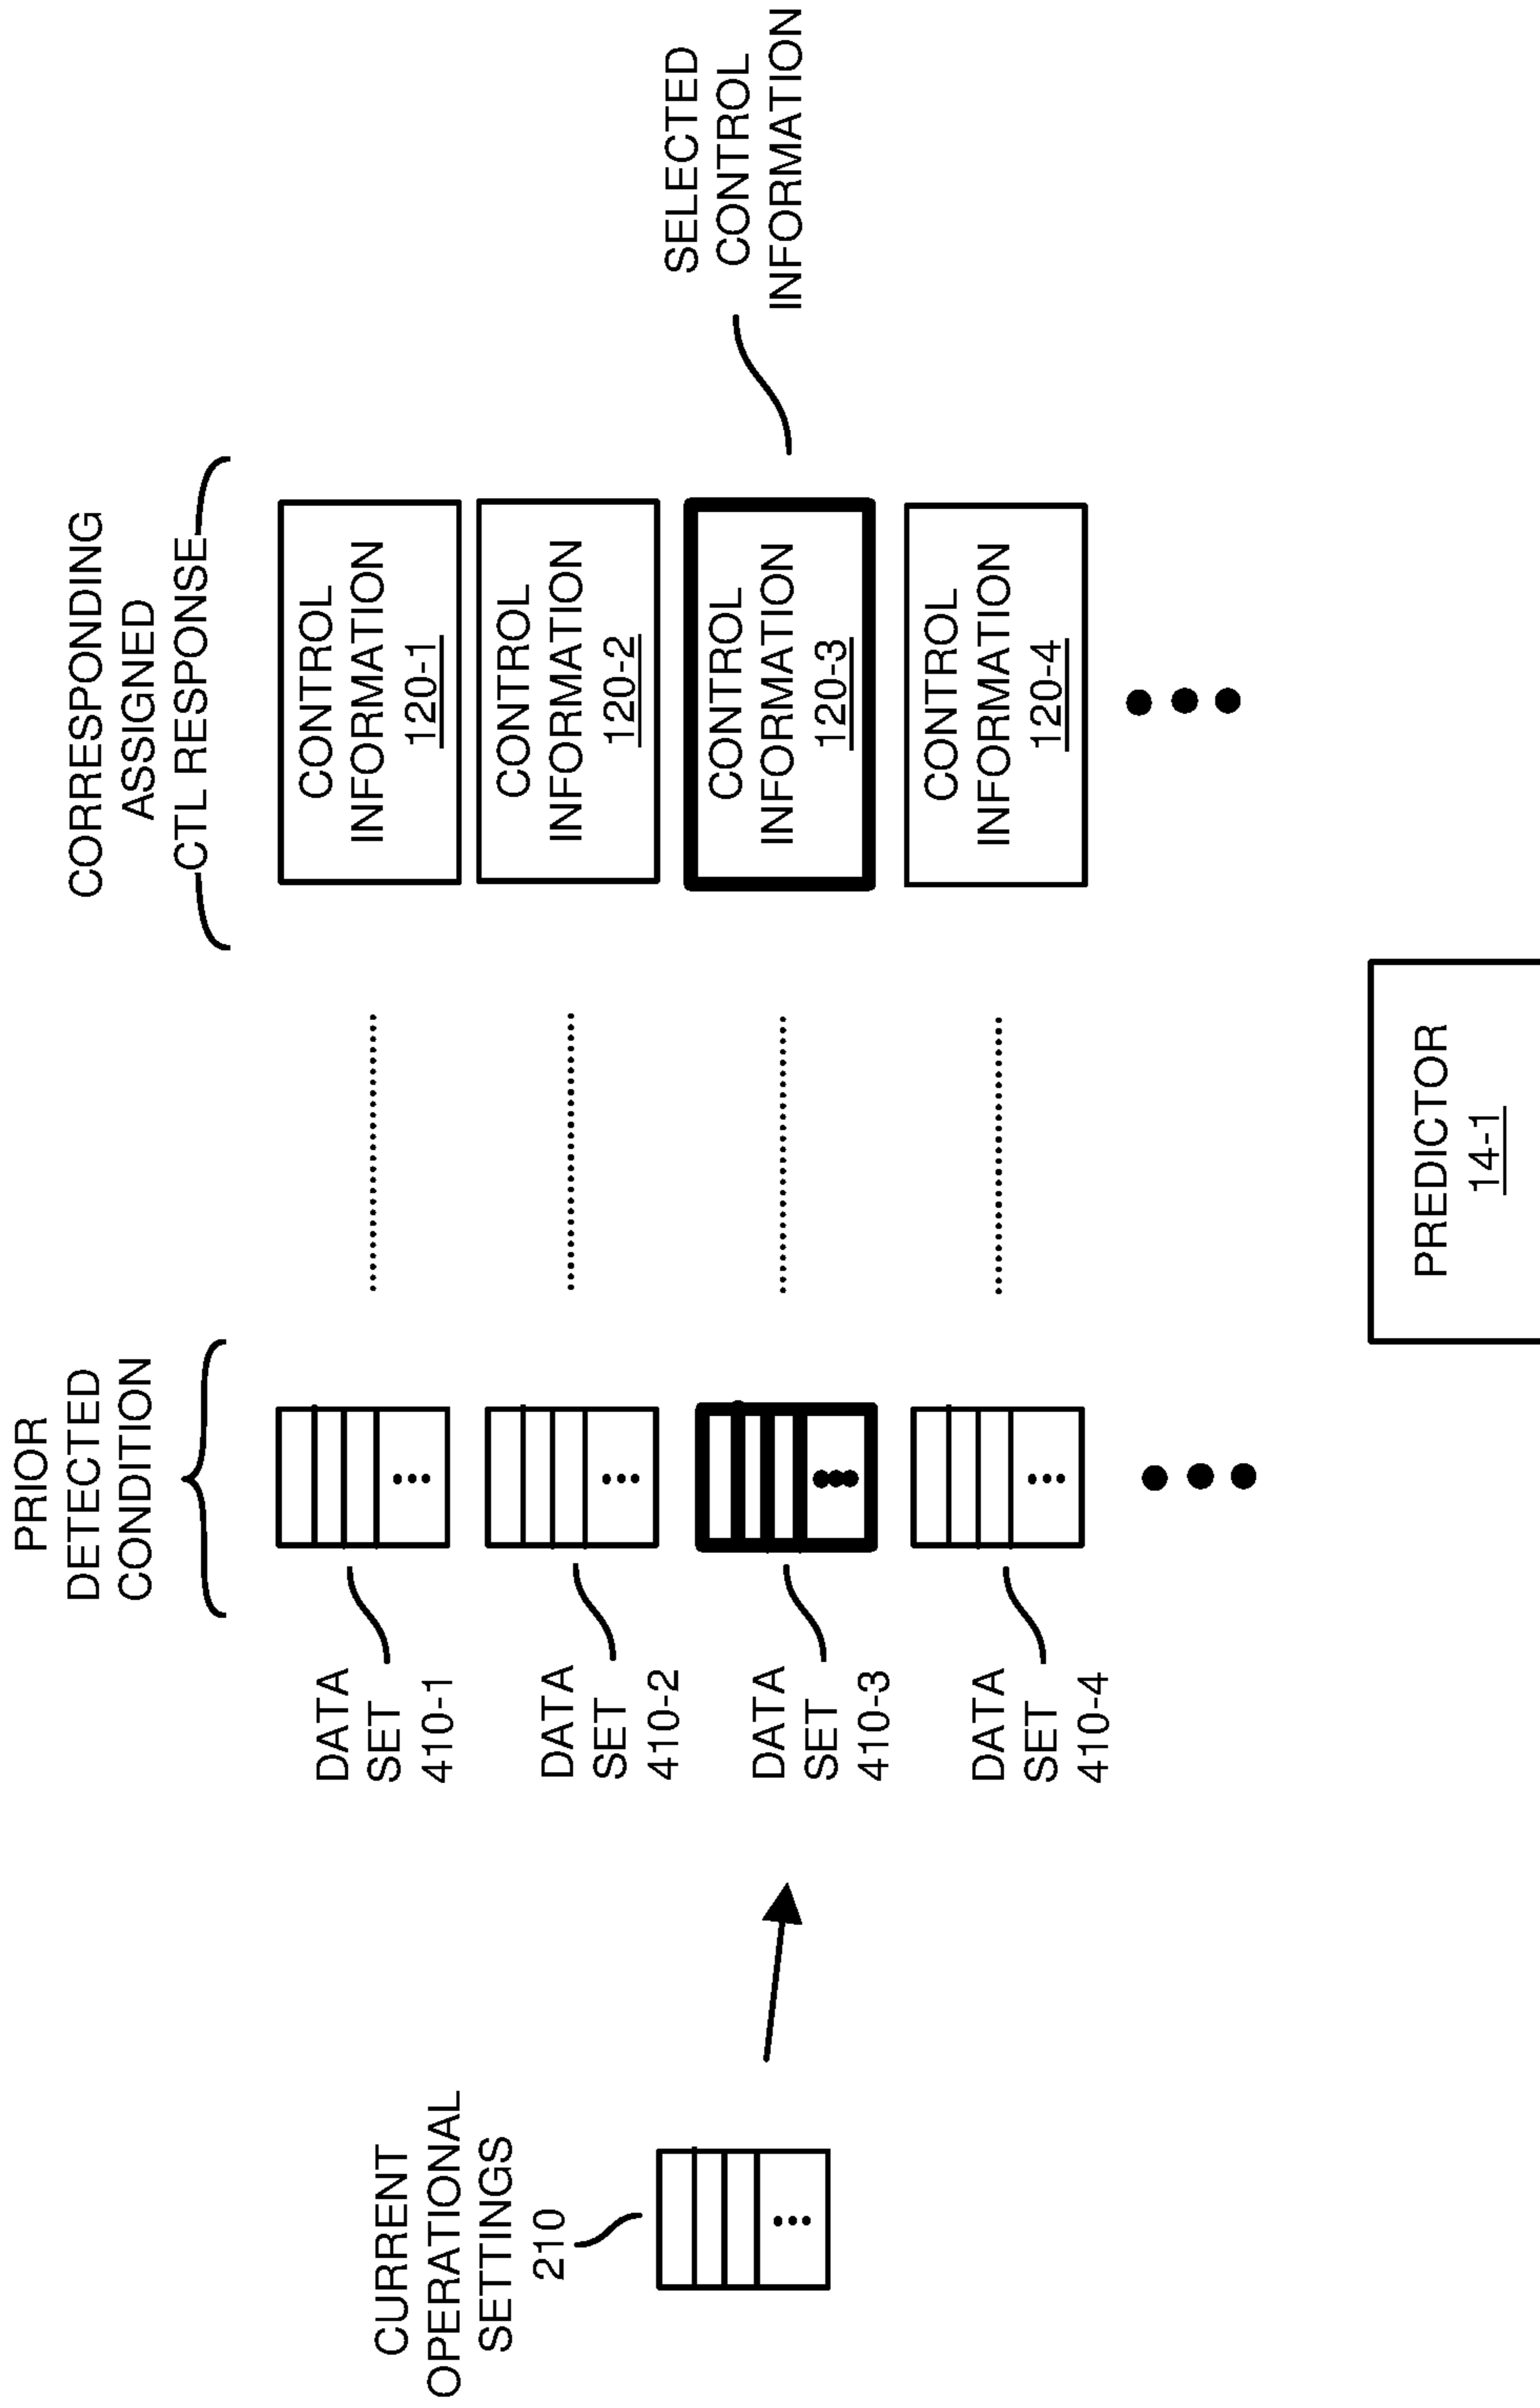 CURRENT
OPERATIONAL
SETTINGS
210
PRIOR
DETECTED
CONDITION
DATA
SET
410-1
DATA
SET
410-2
DATA
SET
410-3
DATA
SET
410-4
CORRESPONDING
ASSIGNED
CTL RESPONSE
CONTROL
INFORMATION
120-1
CONTROL
INFORMATION
120-2
CONTROL
INFORMATION
120-3
CONTROL
INFORMATION
120-4
SELECTED
CONTROL
INFORMATION
PREDICTOR
14-1